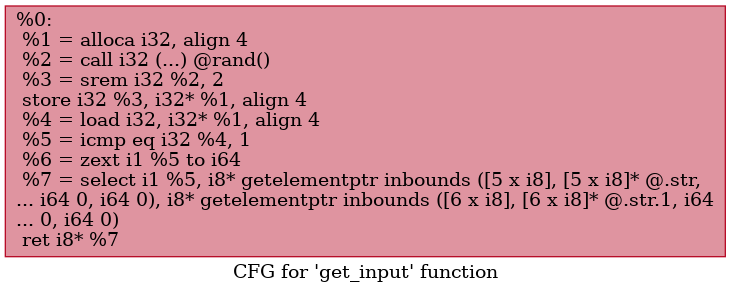 %0:
%1 = alloca i32, align 4
%2 = call i32 (...) @rand()
%3 = srem i32 %2, 2
store i32 %3, i32* %1, align 4
%4 = load i32, i32* %1, align 4
%5 = icmp eq i32 %4, 1
%6 = zext i1 %5 to i64
%7 = select i1 %5, i8* getelementptr inbounds ([5 x i8], [5 x i8]* @.str,
... i64 0, i64 0), i8* getelementptr inbounds ([6 x i8], [6 x i8]* @.str.1, i64
... 0, i64 0)
ret i8* %7
CFG for 'get_input' function